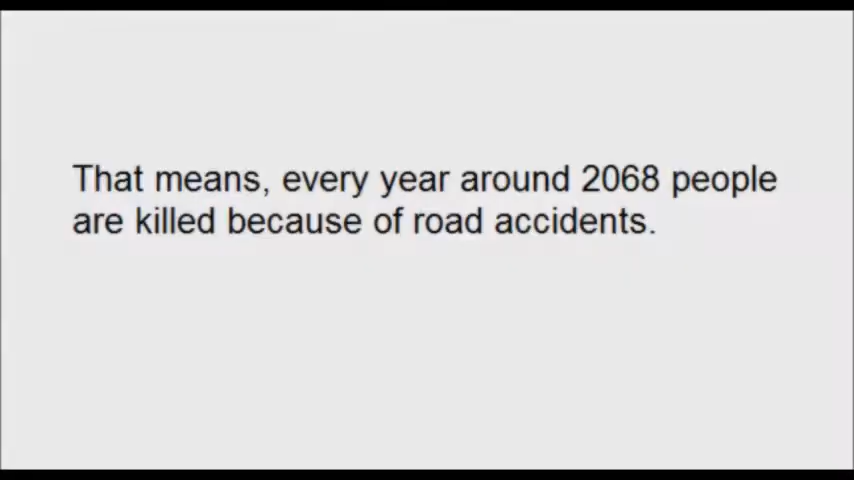 That means, every year around 2068 people
are killed because of road accidents.